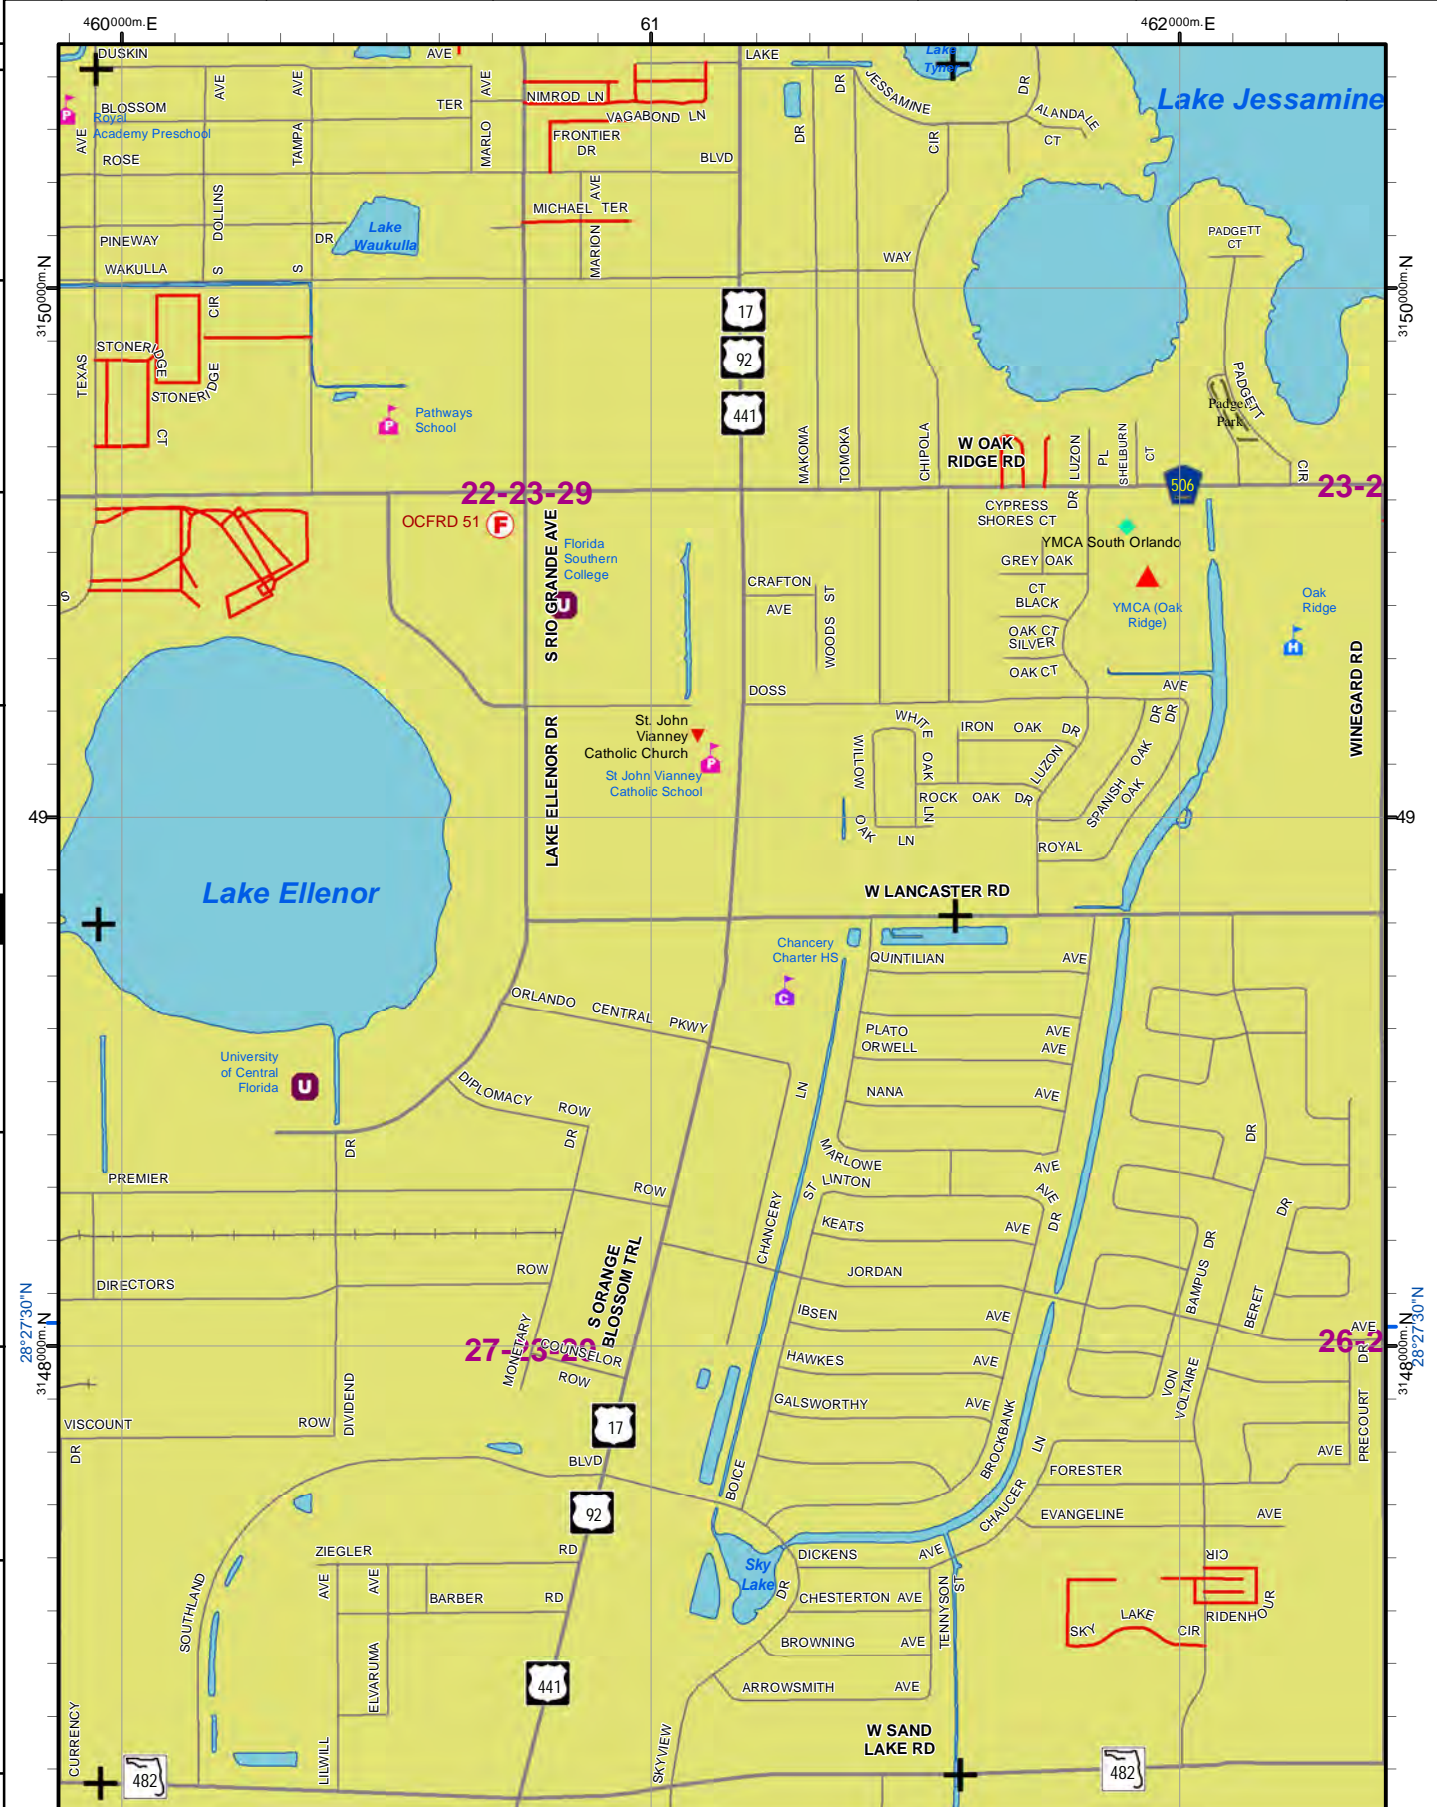 460000m.E
61
462000m.E
DUSKIN
AVE
LAKE
Lake
Tyner
Lake Jessamine
AVE
TAMPA
AVE
MARLO
AVE
BLOSSOM
TER
Royal
Academy Preschool
P
AVE
ROSE
NIMROD LN
VAGABOND LN
FRONTIER
DR
BLVD
DR
DR
JESSAMINE
CIR
DR
ALANDALE
CT
DOLLINS
S
S
PINEWAY
DR
WAKULLA
Lake
Waukulla
MICHAEL TER
MARION
AVE
WAY
PADGETT
CT
3150000m.N
3150000m.N
17
92
441
STONERIDGE
CIR
STONERIDGE
CT
TEXAS
Pathways
School
P
MAKOMA
TOMOKA
CHIPOLA
W OAK
RIDGE RD
LUZON
PL
SHELBURN
CT
PADGETT
Padgett
Park
CIR
506
22-23-29
23-2
OCFRD 51
F
S RIO GRANDE AVE
Florida
Southern
College
U
CYPRESS
SHORES CT
DR
YMCA South Orlando
GREY OAK
CT
BLACK
OAK CT
SILVER
OAK CT
YMCA (Oak
Ridge)
Oak
Ridge
H
WINEGARD RD
S
CRAFTON
AVE
WOODS ST
DOSS
AVE
St. John
Vianney
Catholic Church
P
St John Vianney
Catholic School
LAKE ELLENOR DR
WILLOW
OAK
LN
WHITE OAK LN
IRON OAK DR
LUZON
ROCK OAK DR
SPANISH OAK DR
ROYAL
OAK
DR
49
49
Lake Ellenor
W LANCASTER RD
Chancery
Charter HS
C
QUINTILIAN
AVE
ORLANDO CENTRAL PKWY
PLATO
AVE
ORWELL
AVE
NANA
AVE
University
of Central
Florida
U
DIPLOMACY ROW
DR
DR
LN
MARLOWE
AVE
LINTON
AVE
DR
PREMIER
ROW
CHANCERY
ST
KEATS
AVE
DR
DR
DIRECTORS
ROW
JORDAN
AVE
IBSEN
AVE
BAMPUS DR
BERET
S ORANGE
BLOSSOM TRL
28°27'30"N
28°27'30"N
3148000m.N
3148000m.N
27-23-29
26-2
MONETARY
COUNSELOR
ROW
HAWKES
AVE
GALSWORTHY
AVE
VON
VOLTAIRE
DR
PRECOURT
DIVIDEND
VISCOUNT
ROW
DR
17
BLVD
BOICE
BROCKBANK
LN
CHAUCER
FORESTER
AVE
EVANGELINE
AVE
92
ZIEGLER
RD
Sky
Lake
DR
DICKENS
AVE
CHESTERTON AVE
TENNYSON
ST
CIR
RIDENHOUR
SKY
LAKE
CIR
SOUTHLAND
AVE
AVE
BARBER
RD
BROWNING
AVE
ARROWSMITH
AVE
ELVARUMA
LILWILL
CURRENCY
441
SKYVIEW
W SAND
LAKE RD
482
482